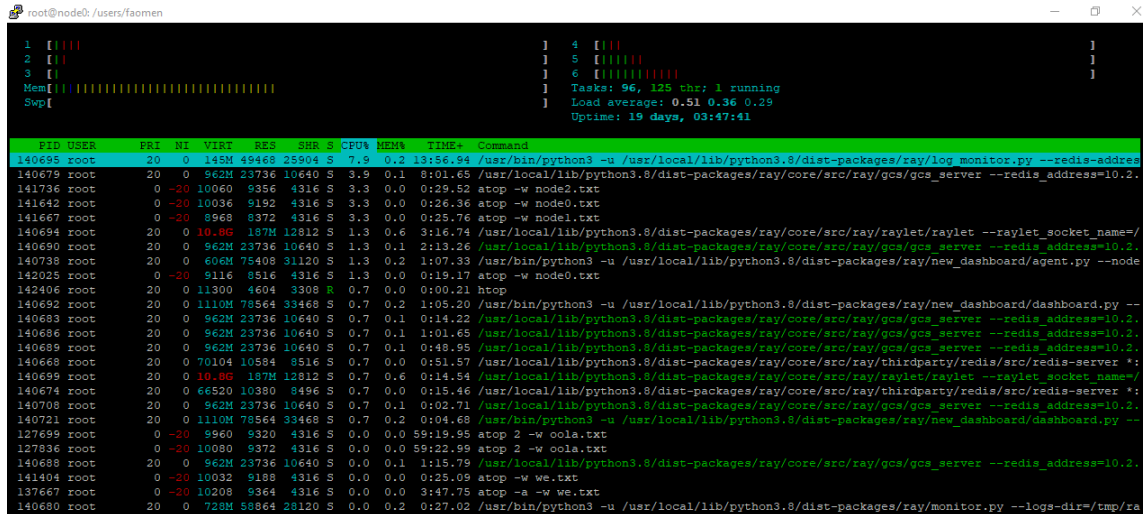 root@node0: /users/faomen
1 [|||| ] 4 [||| ]
2 [|| ] 5 [|||||| ]
3 [| ] 6 [||||||||||| ]
Mem[|||||||||||||||||||||||||||||| ] Tasks: 96, 125 thr; 1 running
Swp[ ] Load average: 0.51 0.36 0.29
Uptime: 19 days, 03:47:41
PID USER PRI NI VIRT RES SHR S CPU% MEM% TIME+ Command
140695 root 20 0 145M 49468 25904 S 7.9 0.2 13:56.94 /usr/bin/python3 -u /usr/local/lib/python3.8/dist-packages/ray/log_monitor.py --redis-addres
140679 root 20 0 962M 23736 10640 S 3.9 0.1 8:01.65 /usr/local/lib/python3.8/dist-packages/ray/core/src/ray/gcs/gcs_server --redis_address=10.2.
141736 root 0 -20 10060 9356 4316 S 3.3 0.0 0:29.52 atop -w node2.txt
141642 root 0 -20 10036 9192 4316 S 3.3 0.0 0:26.36 atop -w node0.txt
141667 root 0 -20 8968 8372 4316 S 3.3 0.0 0:25.76 atop -w node1.txt
140694 root 20 0 10.8G 187M 12812 S 1.3 0.6 3:16.74 /usr/local/lib/python3.8/dist-packages/ray/core/src/ray/raylet/raylet --raylet_socket_name=/
140690 root 20 0 962M 23736 10640 S 1.3 0.1 2:13.26 /usr/local/lib/python3.8/dist-packages/ray/core/src/ray/gcs/gcs_server --redis_address=10.2.
140738 root 20 0 606M 75408 31120 S 1.3 0.2 1:07.33 /usr/bin/python3 -u /usr/local/lib/python3.8/dist-packages/ray/new_dashboard/agent.py --node
142025 root 0 -20 9116 8516 4316 S 1.3 0.0 0:19.17 atop -w node0.txt
142406 root 20 0 11300 4604 3308 R 0.7 0.0 0:00.21 htop
140692 root 20 0 1110M 78564 33468 S 0.7 0.2 1:05.20 /usr/bin/python3 -u /usr/local/lib/python3.8/dist-packages/ray/new_dashboard/dashboard.py --
140683 root 20 0 962M 23736 10640 S 0.7 0.1 0:14.22 /usr/local/lib/python3.8/dist-packages/ray/core/src/ray/gcs/gcs_server --redis_address=10.2.
140686 root 20 0 962M 23736 10640 S 0.7 0.1 1:01.65 /usr/local/lib/python3.8/dist-packages/ray/core/src/ray/gcs/gcs_server --redis_address=10.2.
140689 root 20 0 962M 23736 10640 S 0.7 0.1 0:48.95 /usr/local/lib/python3.8/dist-packages/ray/core/src/ray/gcs/gcs_server --redis_address=10.2.
140668 root 20 0 70104 10584 8516 S 0.7 0.0 0:51.57 /usr/local/lib/python3.8/dist-packages/ray/core/src/ray/thirdparty/redis/src/redis-server *:
140699 root 20 0 10.8G 187M 12812 S 0.7 0.6 0:14.54 /usr/local/lib/python3.8/dist-packages/ray/core/src/ray/raylet/raylet --raylet_socket_name=/
140674 root 20 0 66520 10380 8496 S 0.7 0.0 0:15.46 /usr/local/lib/python3.8/dist-packages/ray/core/src/ray/thirdparty/redis/src/redis-server *:
140708 root 20 0 962M 23736 10640 S 0.7 0.1 0:02.71 /usr/local/lib/python3.8/dist-packages/ray/core/src/ray/gcs/gcs_server --redis_address=10.2.
140721 root 20 0 1110M 78564 33468 S 0.7 0.2 0:04.68 /usr/bin/python3 -u /usr/local/lib/python3.8/dist-packages/ray/new_dashboard/dashboard.py --
127699 root 0 -20 9960 9320 4316 S 0.0 0.0 59:19.95 atop 2 -w oola.txt
127836 root 0 -20 10080 9372 4316 S 0.0 0.0 59:22.99 atop 2 -w oola.txt
140688 root 20 0 962M 23736 10640 S 0.0 0.1 1:15.79 /usr/local/lib/python3.8/dist-packages/ray/core/src/ray/gcs/gcs_server --redis_address=10.2.
141404 root 0 -20 10032 9188 4316 S 0.0 0.0 0:25.09 atop -w we.txt
137667 root 0 -20 10208 9364 4316 S 0.0 0.0 3:47.75 atop -a -w we.txt
140680 root 20 0 728M 58864 28120 S 0.0 0.2 0:27.02 /usr/bin/python3 -u /usr/local/lib/python3.8/dist-packages/ray/monitor.py --logs-dir=/tmp/ra